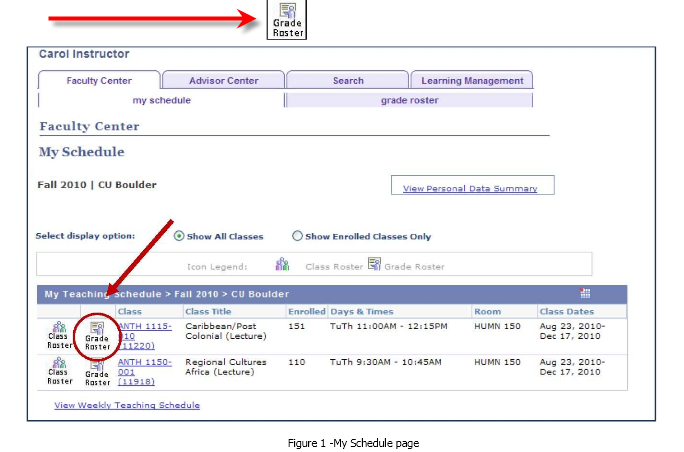 Grade
Roster
Carol Instructor
Faculty Center Advisor Center Search Learning Management
my schedule grade roster
Faculty Center
My Schedule
Fall 2010 | CU Boulder
View Personal Data Summary
Select display option: Show All Classes Show Enrolled Classes Only
Icon Legend: Class Roster Grade Roster
My Teaching Schedule > Fall 2010 > CU Boulder
Class Class Title Enrolled Days & Times Room Class Dates
Class Roster Grade Roster ANTH 1115-010 (11220) Caribbean/Post Colonial (Lecture) 151 TuTh 11:00AM - 12:15PM HUMN 150 Aug 23, 2010- Dec 17, 2010
Class Roster Grade Roster ANTH 1150-001 (11918) Regional Cultures Africa (Lecture) 110 TuTh 9:30AM - 10:45AM HUMN 150 Aug 23, 2010- Dec 17, 2010
View Weekly Teaching Schedule
Figure 1 -My Schedule page